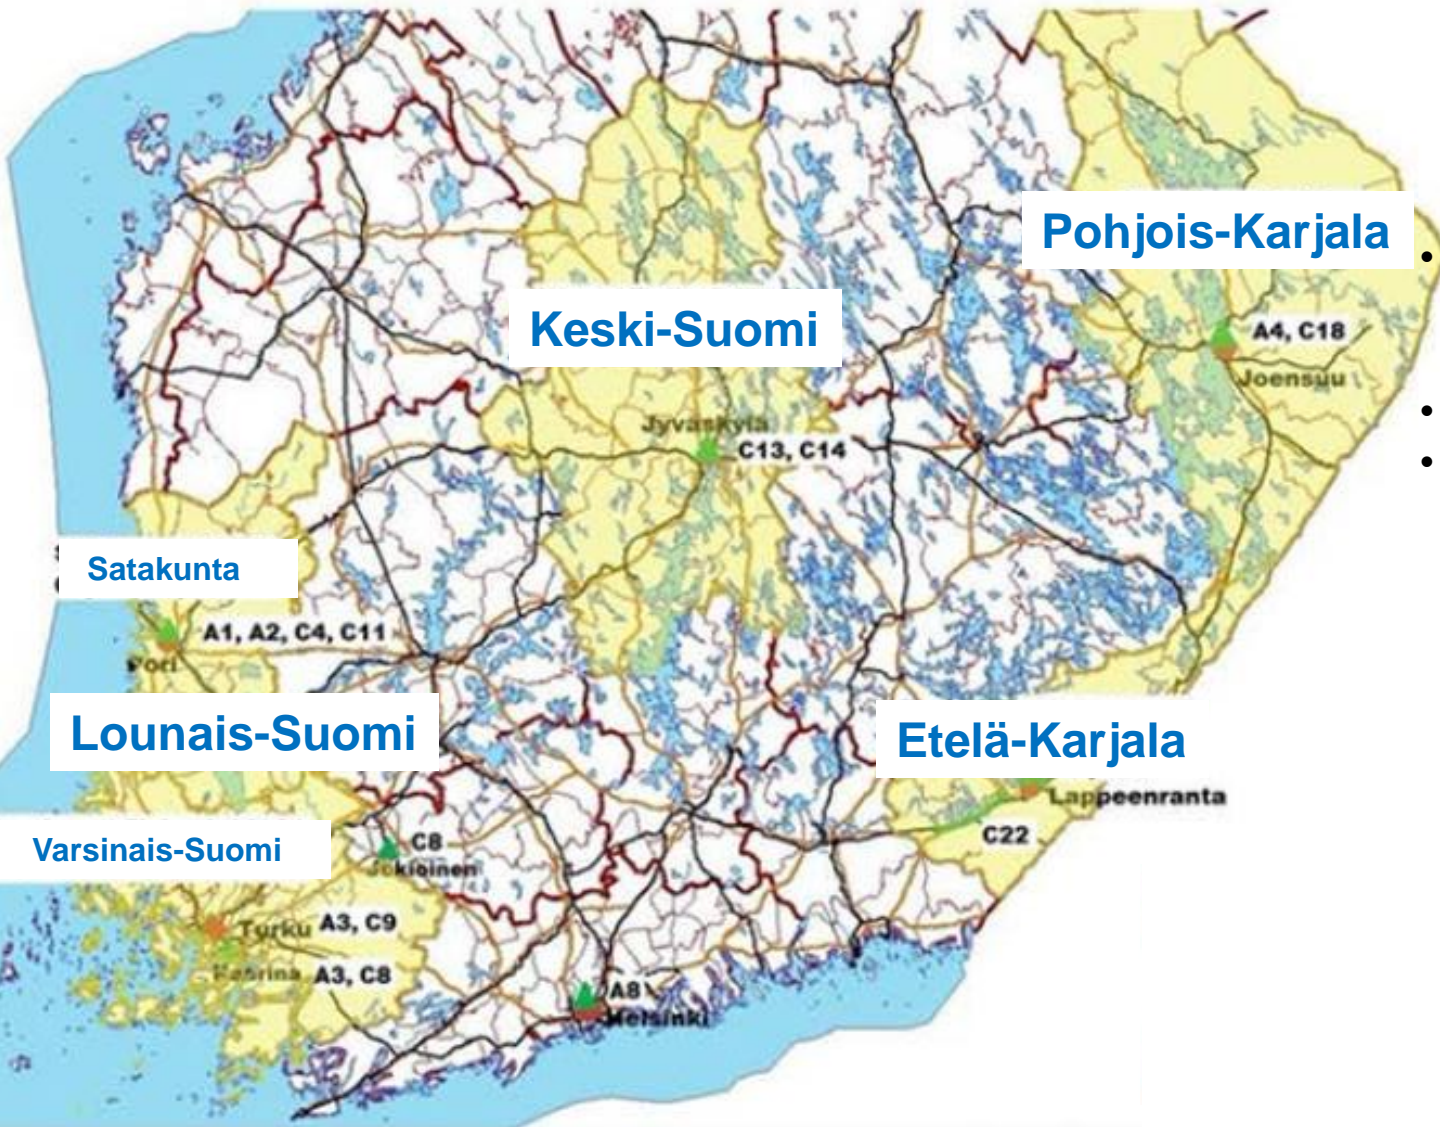 Pohjois-Karjala
•
Keski-Suomi
A4, C18
Joensuu
•
Jyväskylä
C13, C14
•
Satakunta
A1, A2, C4, C11
Pori
Lounais-Suomi
Etelä-Karjala
Lappeenranta
C22
Varsinais-Suomi
C8
Jokioinen
Turku A3, C9
A3, C8
A8
Helsinki